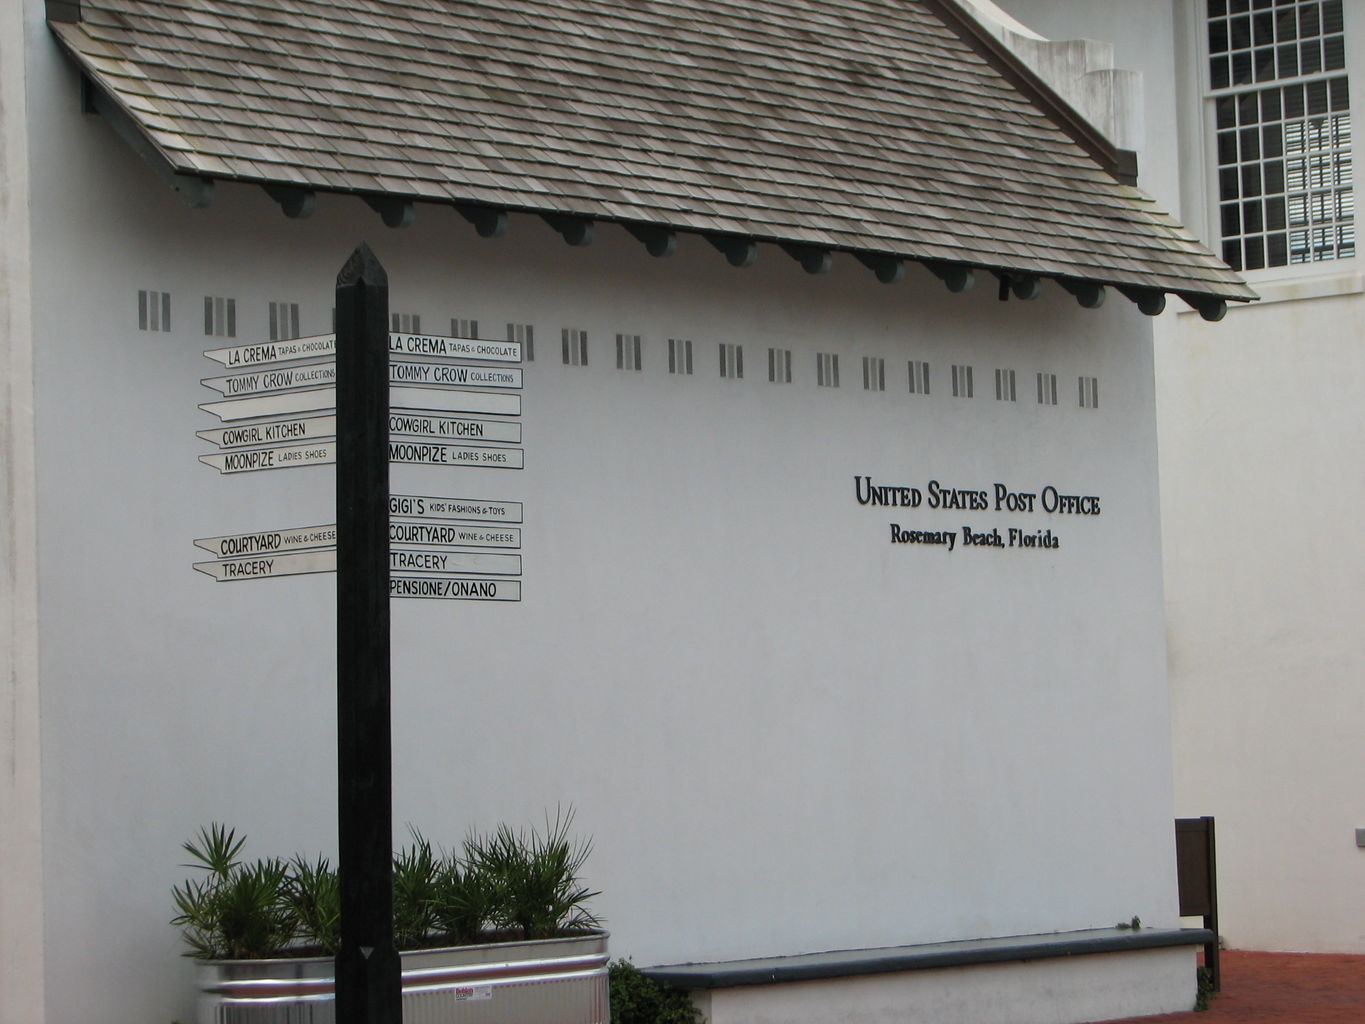 LA CREMA TAPAS & CHOCOLATE
TOMMY CROW COLLECTIONS
COWGIRL KITCHEN
MOONPIZE LADIES SHOES
COURTYARD WINE & CHEESE
TRACERY
LA CREMA TAPAS & CHOCOLATE
TOMMY CROW COLLECTIONS
COWGIRL KITCHEN
MOONPIZE LADIES SHOES
GIGI'S KIDS' FASHIONS & TOYS
COURTYARD WINE & CHEESE
TRACERY
PENSIONE/ONANO
UNITED STATES POST OFFICE
Rosemary Beach, Florida